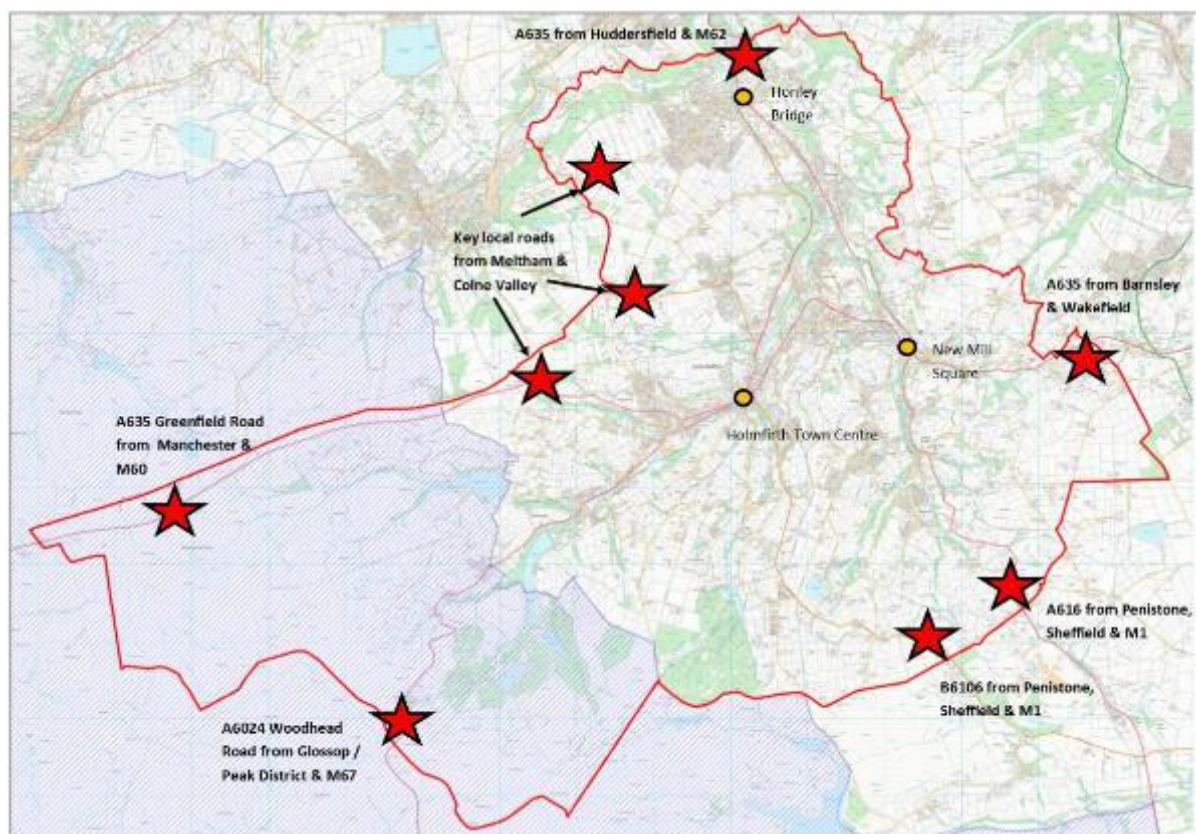 A635 from Huddersfield & M62
Honley
Bridge
Key local roads
from Meltham &
Colne Valley
A635 from Barnsley
& Wakefield
New Mill
Square
Holmfirth Town Centre
A635 Greenfield Road
from Manchester &
M60
A616 from Penistone,
Sheffield & M1
B6106 from Penistone,
Sheffield & M1
A6024 Woodhead
Road from Glossop /
Peak District & M67